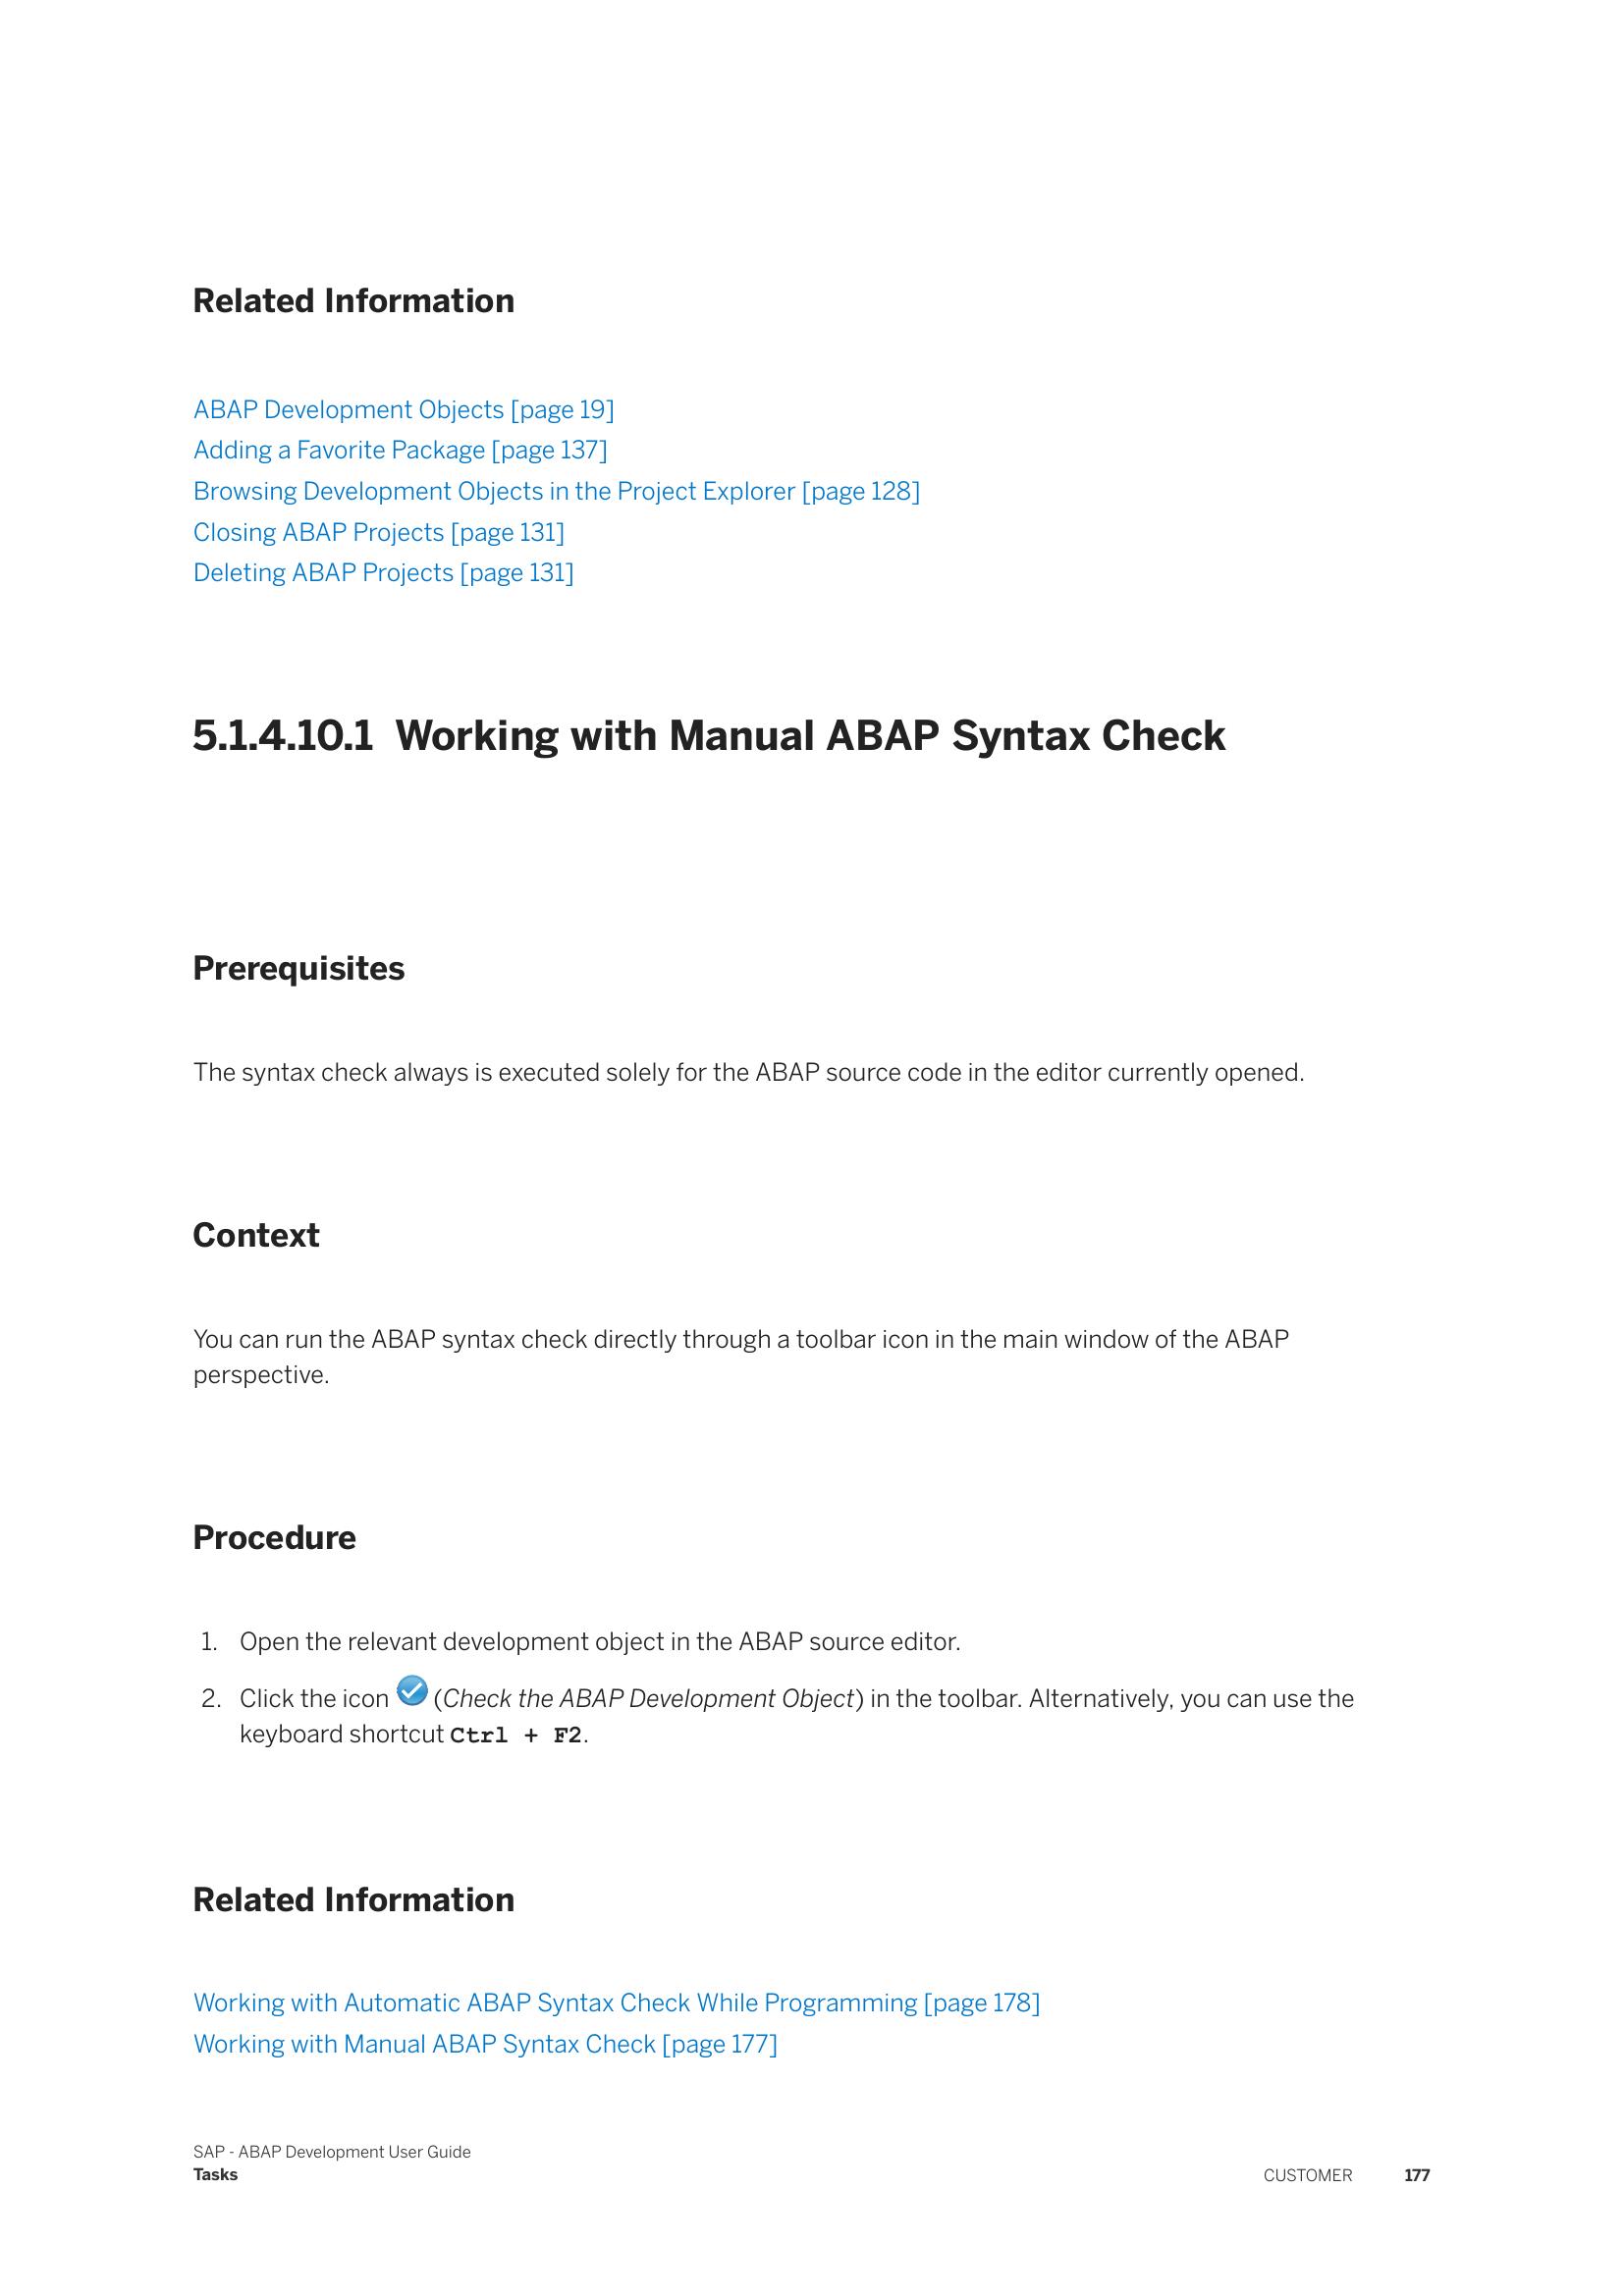 Related Information
ABAP Development Objects [page 19]
Adding a Favorite Package [page 137]
Browsing Development Objects in the Project Explorer [page 128]
Closing ABAP Projects [page 131]
Deleting ABAP Projects [page 131]
5.1.4.10.1 Working with Manual ABAP Syntax Check
Prerequisites
The syntax check always is executed solely for the ABAP source code in the editor currently opened.
Context
You can run the ABAP syntax check directly through a toolbar icon in the main window of the ABAP
perspective.
Procedure
1. Open the relevant development object in the ABAP source editor.
2. Click the icon (Check the ABAP Development Object) in the toolbar. Alternatively, you can use the
keyboard shortcut Ctrl + F2.
Related Information
Working with Automatic ABAP Syntax Check While Programming [page 178]
Working with Manual ABAP Syntax Check [page 177]
SAP - ABAP Development User Guide
Tasks
CUSTOMER 177